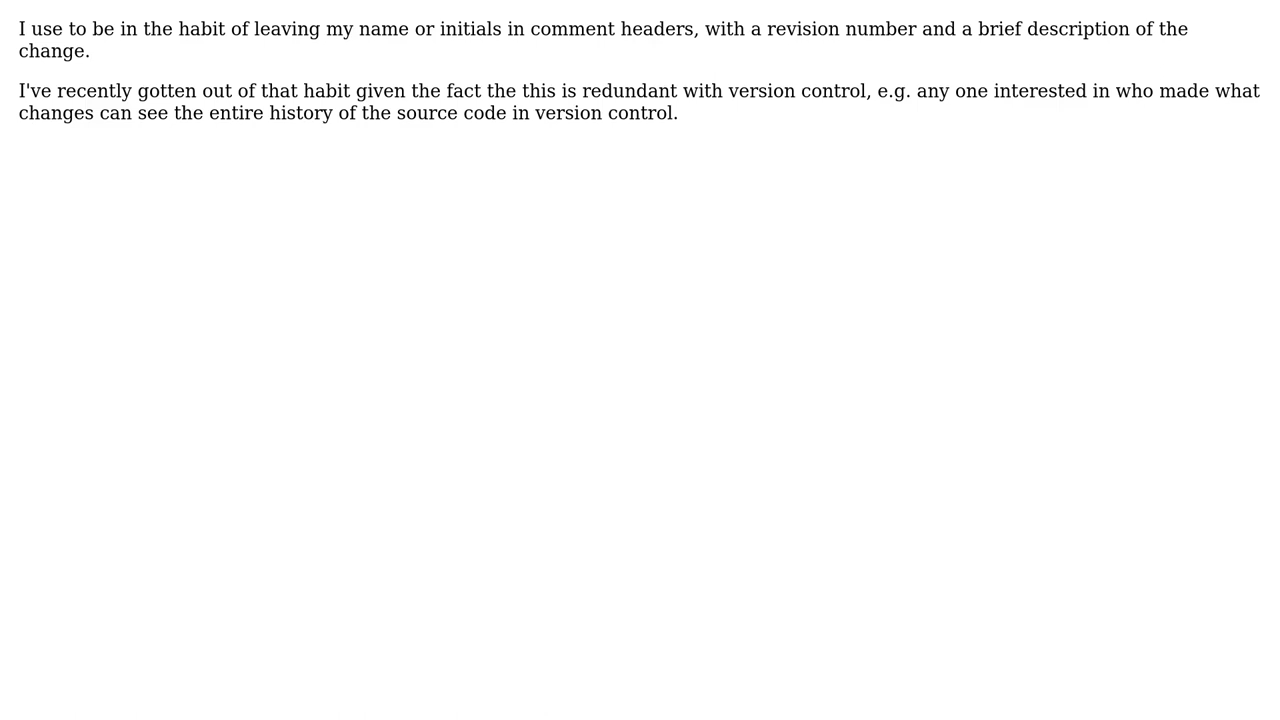 I use to be in the habit of leaving my name or initials in comment headers, with a revision number and a brief description of the
change.
I've recently gotten out of that habit given the fact the this is redundant with version control, e.g. any one interested in who made what
changes can see the entire history of the source code in version control.